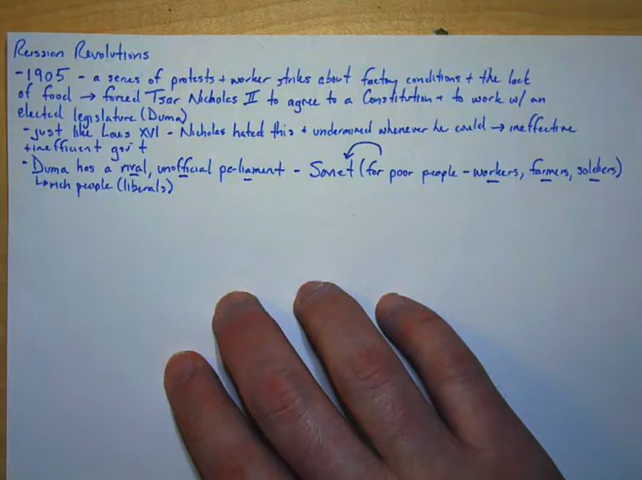 Russian Revolutions
- 1905 - a series of protests + worker strikes about factory conditions + the lack
of food → forced Tsar Nicholas II to agree to a Constitution + to work w/ an
elected legislature (Duma)
- just like Louis XVI - Nicholas hated this + undermined whenever he could → ineffective
+ inefficient gov't
- Duma has a rival, unofficial parliament - Soviet (for poor people - workers, farmers, soldiers)
↳ rich people (liberals)